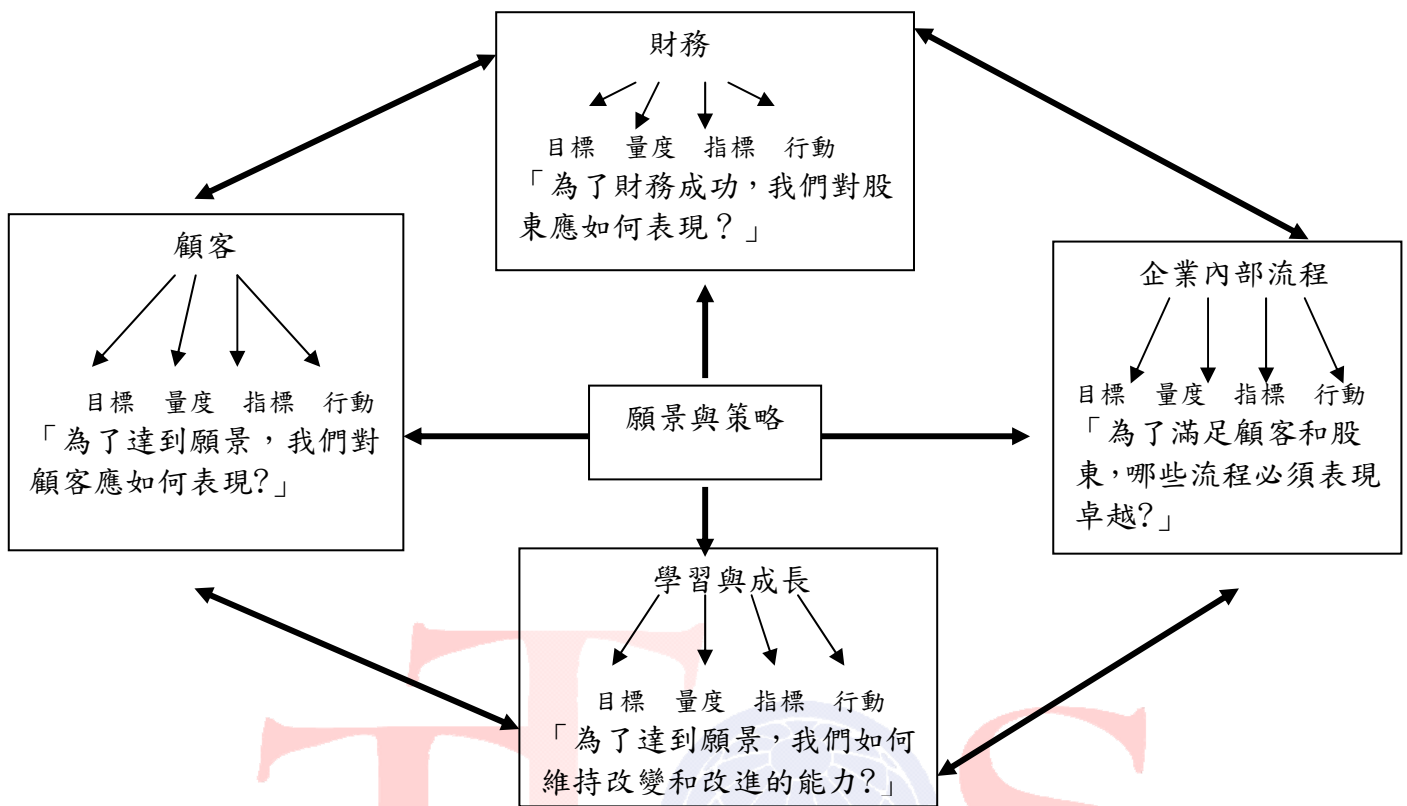 財務
目標 量度 指標 行動
「為了財務成功，我們對股
東應如何表現？」
顧客
目標 量度 指標 行動
「為了達到願景，我們對
顧客應如何表現?」
願景與策略
企業內部流程
目標 量度 指標 行動
「為了滿足顧客和股
東，哪些流程必須表現
卓越?」
學習與成長
目標 量度 指標 行動
「為了達到願景，我們如何
維持改變和改進的能力?」